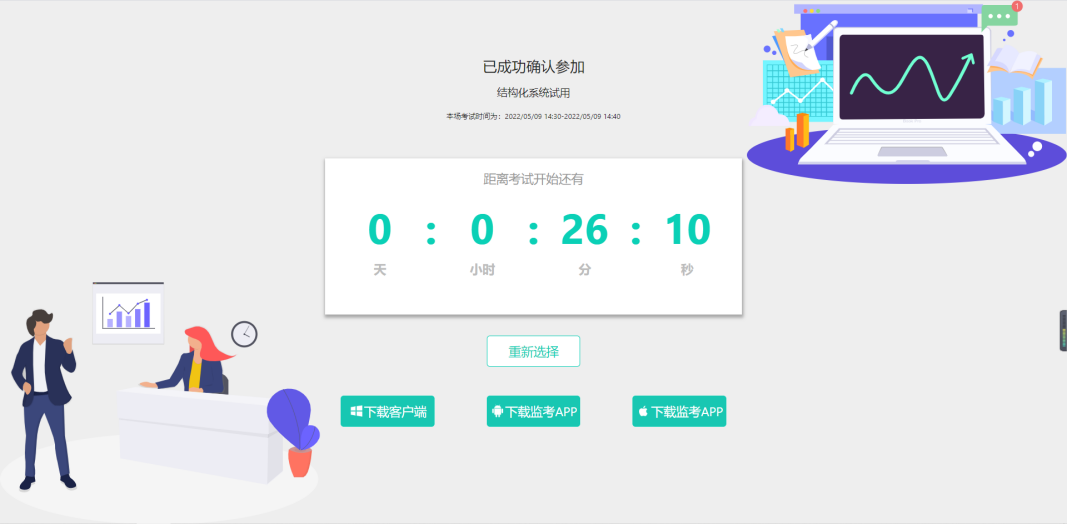 已成功确认参加
结构化系统试用
本场考试时间为：2022/05/09 14:30-2022/05/09 14:40
1
距离考试开始还有
0 : 0 : 26 : 10
天 小时 分 秒
重新选择
下载客户端 下载监考APP 下载监考APP